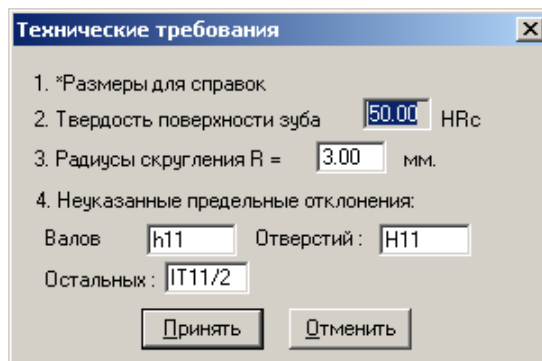 Технические требования
1. *Размеры для справок
2. Твердость поверхности зуба 50.00 HRc
3. Радиусы скругления R = 3.00 мм.
4. Неуказанные предельные отклонения:
Валов h11 Отверстий : H11
Остальных : IT11/2
Принять Отменить